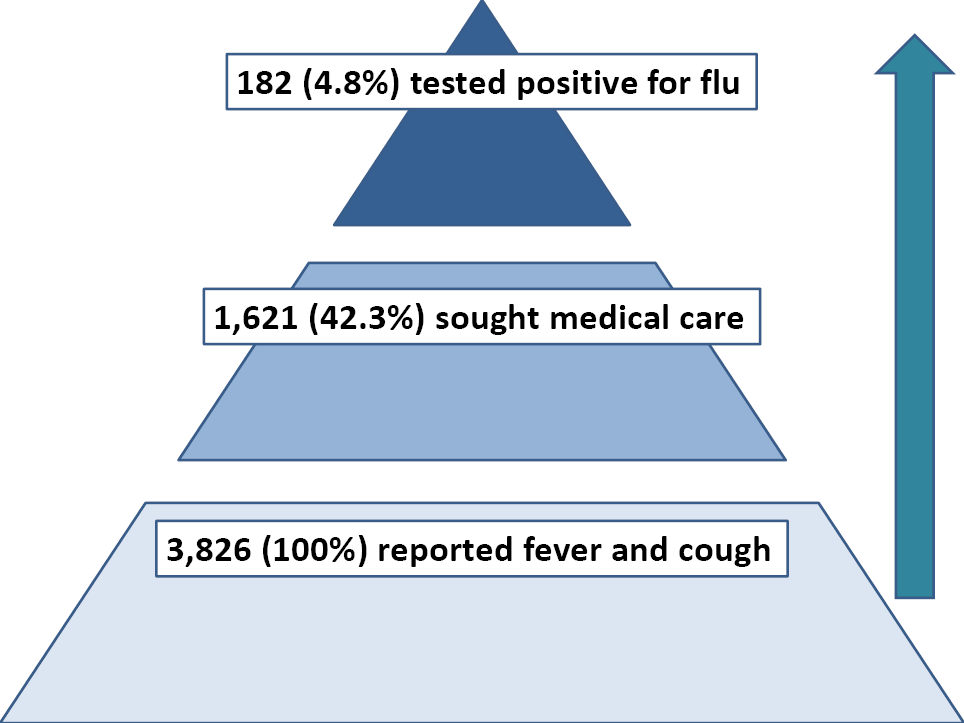 182 (4.8%) tested positive for flu
1,621 (42.3%) sought medical care
3,826 (100%) reported fever and cough